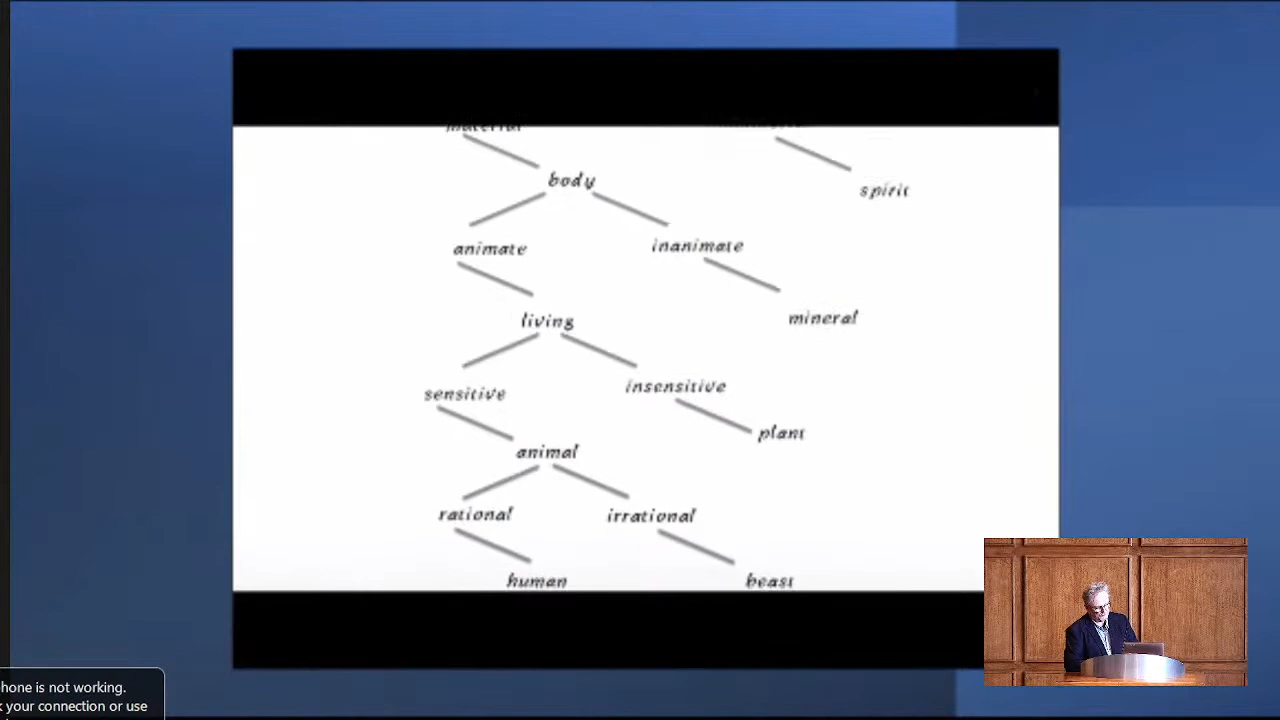 material
body
spirit
animate
inanimate
living
mineral
sensitive
insensitive
plant
animal
rational
irrational
human
beast
hone is not working.
your connection or use